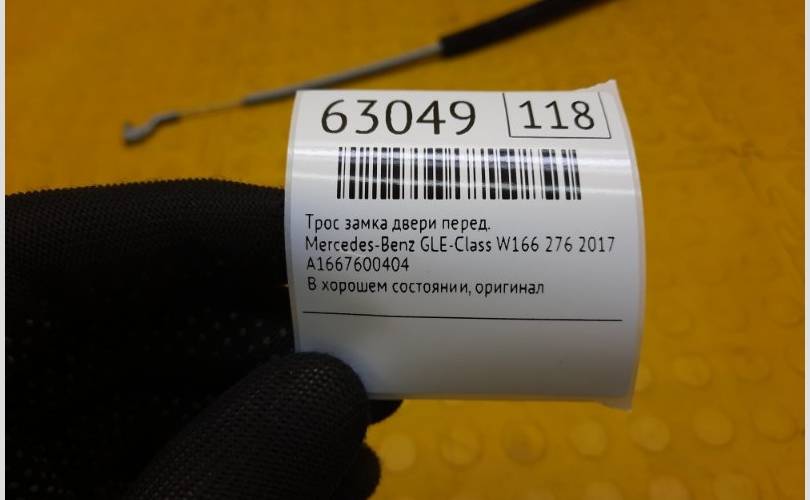 63049 118
Трос замка двери перед.
Mercedes-Benz GLE-Class W166 276 2017
A1667600404
В хорошем состоянии, оригинал